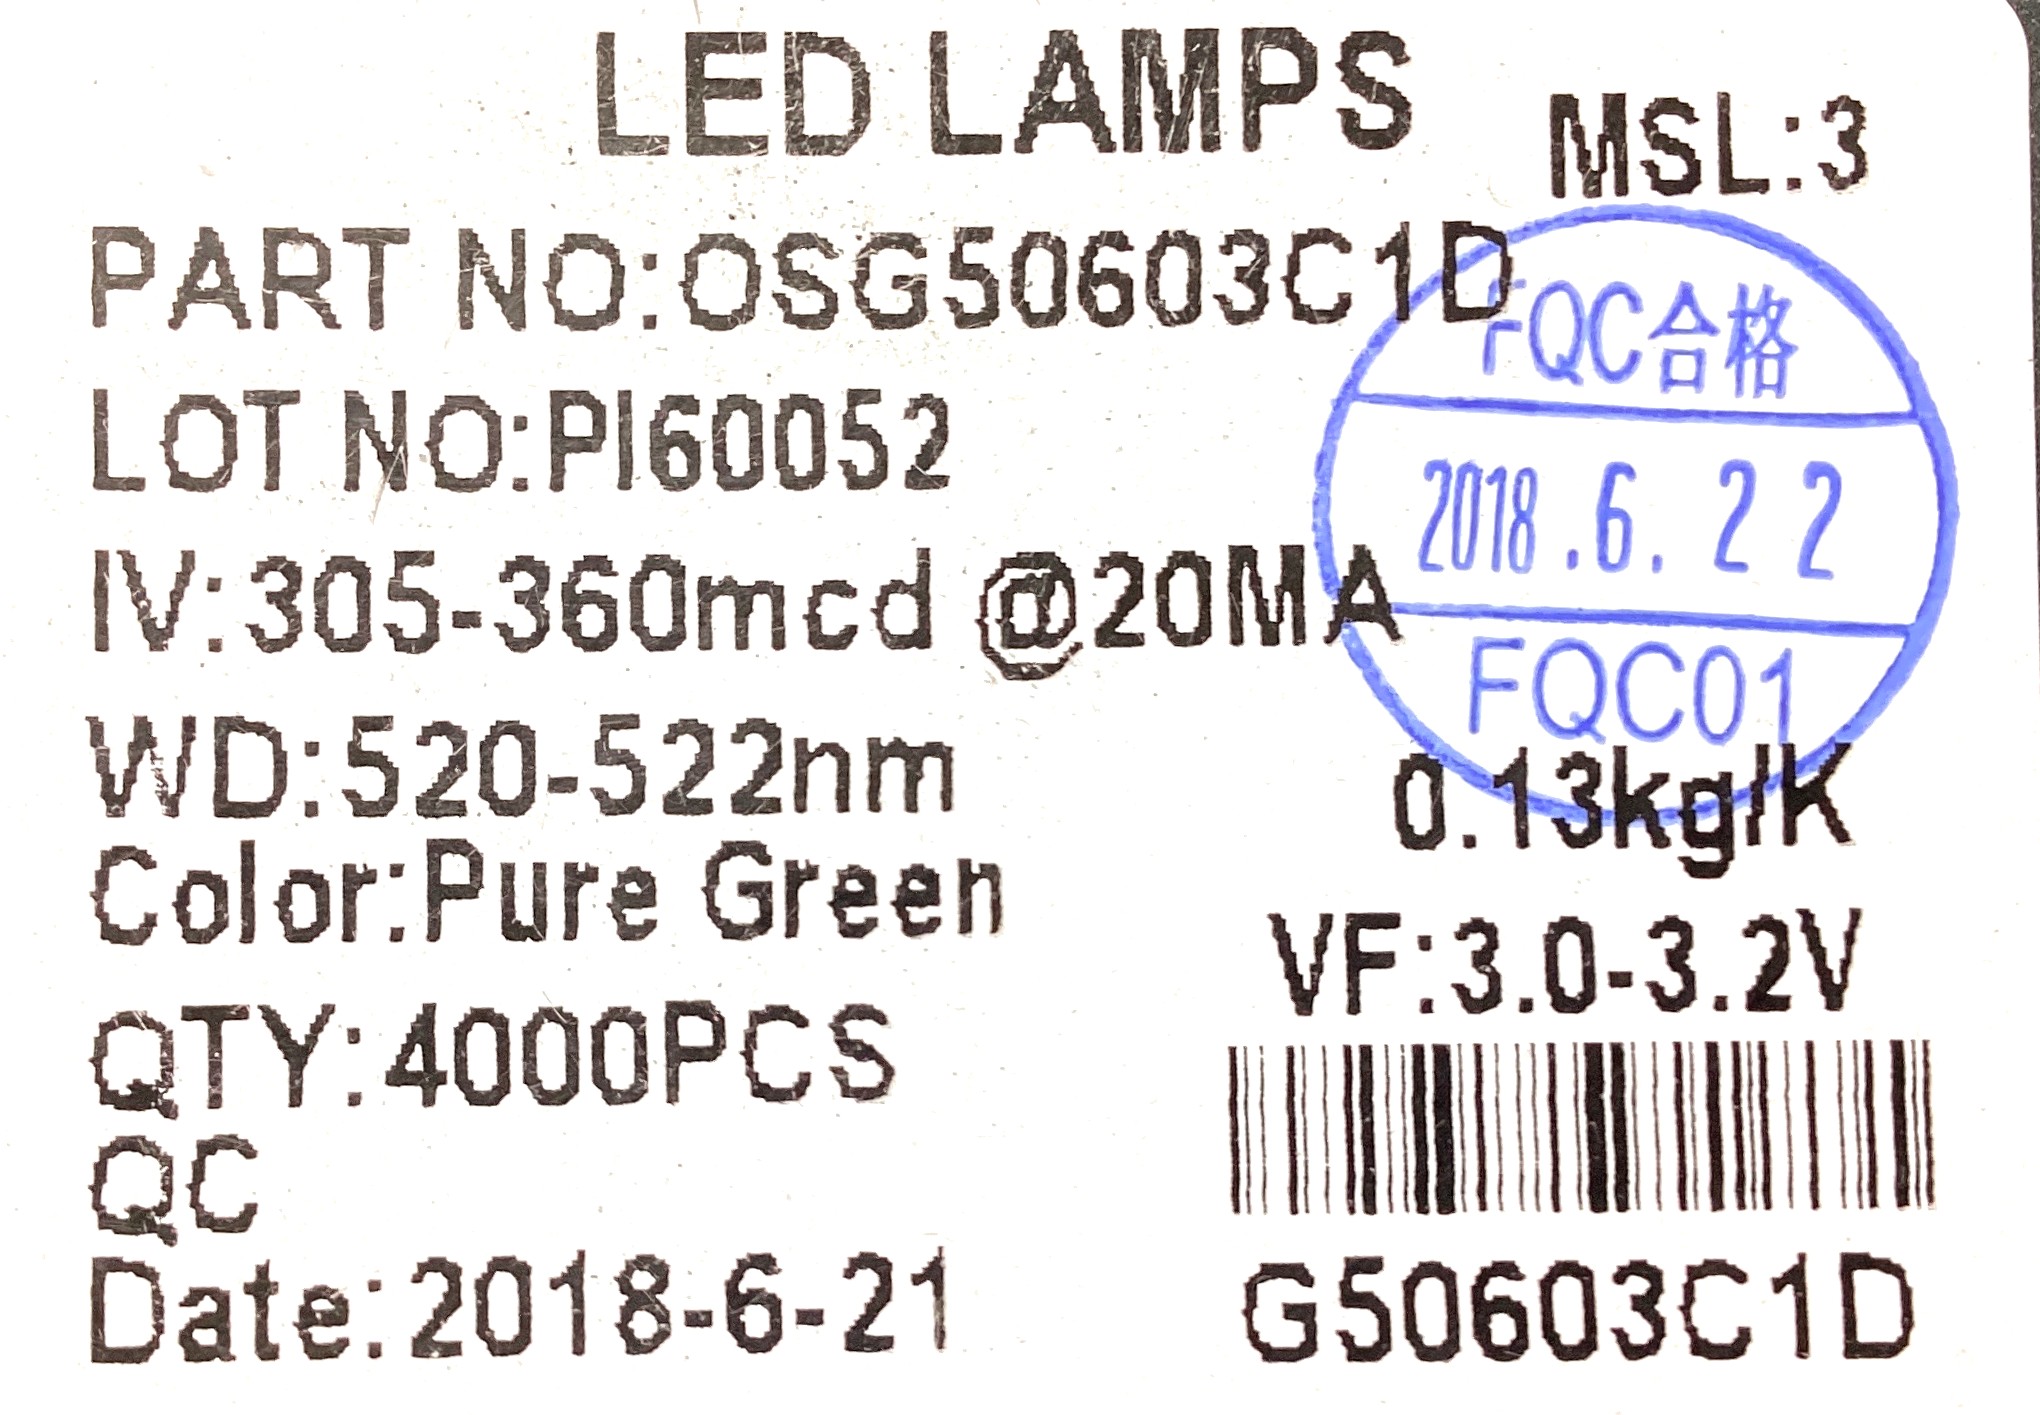 LED LAMPS
MSL:3
PART NO:OSG50603C1D
FQC合格
LOT NO:PI60052
2018.6.22
IV:305-360mcd @20MA
FQC01
WD:520-522nm
0.13kg/K
Color:Pure Green
VF:3.0-3.2V
QTY:4000PCS
QC
Date:2018-6-21
G50603C1D